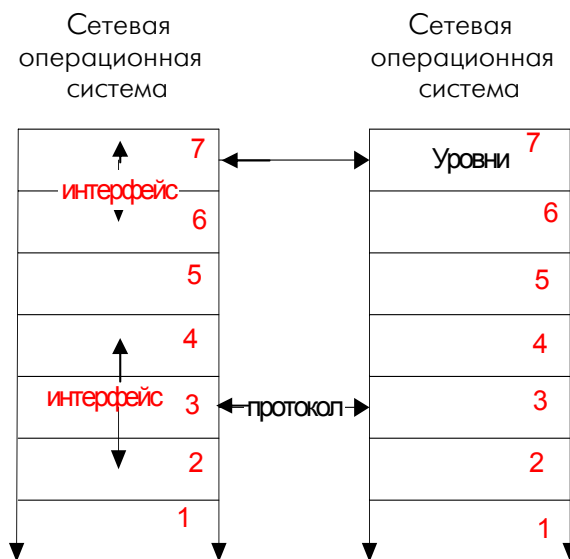 Сетевая
операционная
система
Сетевая
операционная
система
7
Уровни 7
интерфейс
6
6
5
5
4
4
интерфейс 3
протокол
3
2
2
1
1